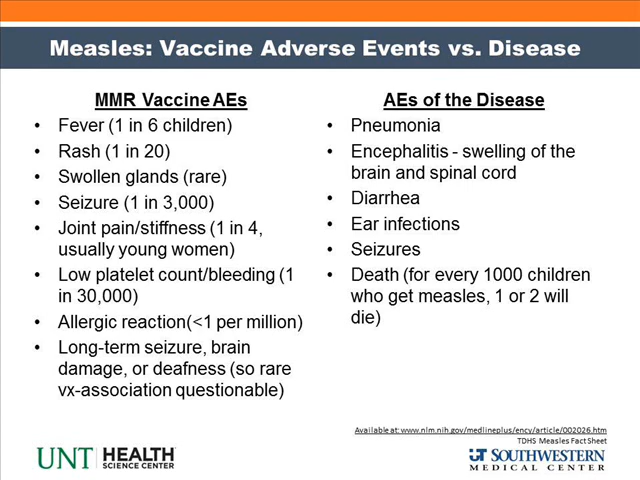 Measles: Vaccine Adverse Events vs. Disease
MMR Vaccine AEs
• Fever (1 in 6 children)
• Rash (1 in 20)
• Swollen glands (rare)
• Seizure (1 in 3,000)
• Joint pain/stiffness (1 in 4,
usually young women)
• Low platelet count/bleeding (1
in 30,000)
• Allergic reaction(<1 per million)
• Long-term seizure, brain
damage, or deafness (so rare
vx-association questionable)
AEs of the Disease
• Pneumonia
• Encephalitis - swelling of the
brain and spinal cord
• Diarrhea
• Ear infections
• Seizures
• Death (for every 1000 children
who get measles, 1 or 2 will
die)
Available at: www.nlm.nih.gov/medlineplus/ency/article/002026.htm
TDHS Measles Fact Sheet
UNT HEALTH
SCIENCE CENTER
UT SOUTHWESTERN
MEDICAL CENTER